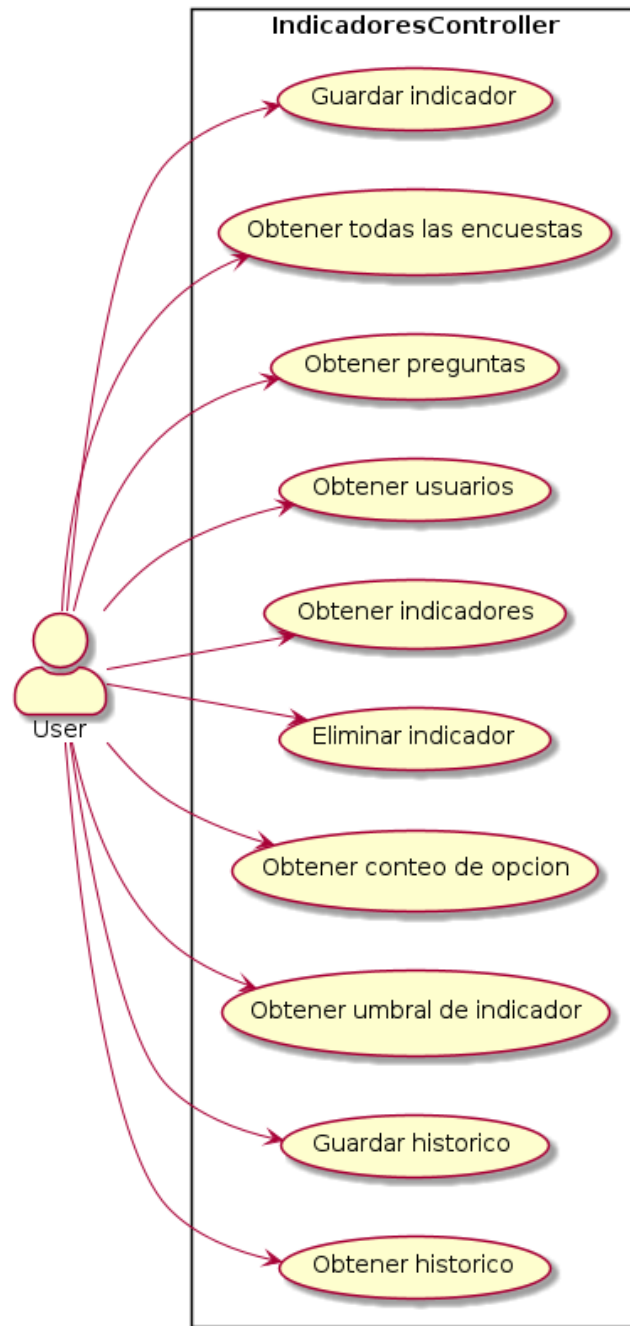 IndicadoresController
Guardar indicador
Obtener todas las encuestas
Obtener preguntas
Obtener usuarios
Obtener indicadores
User
Eliminar indicador
Obtener conteo de opcion
Obtener umbral de indicador
Guardar historico
Obtener historico